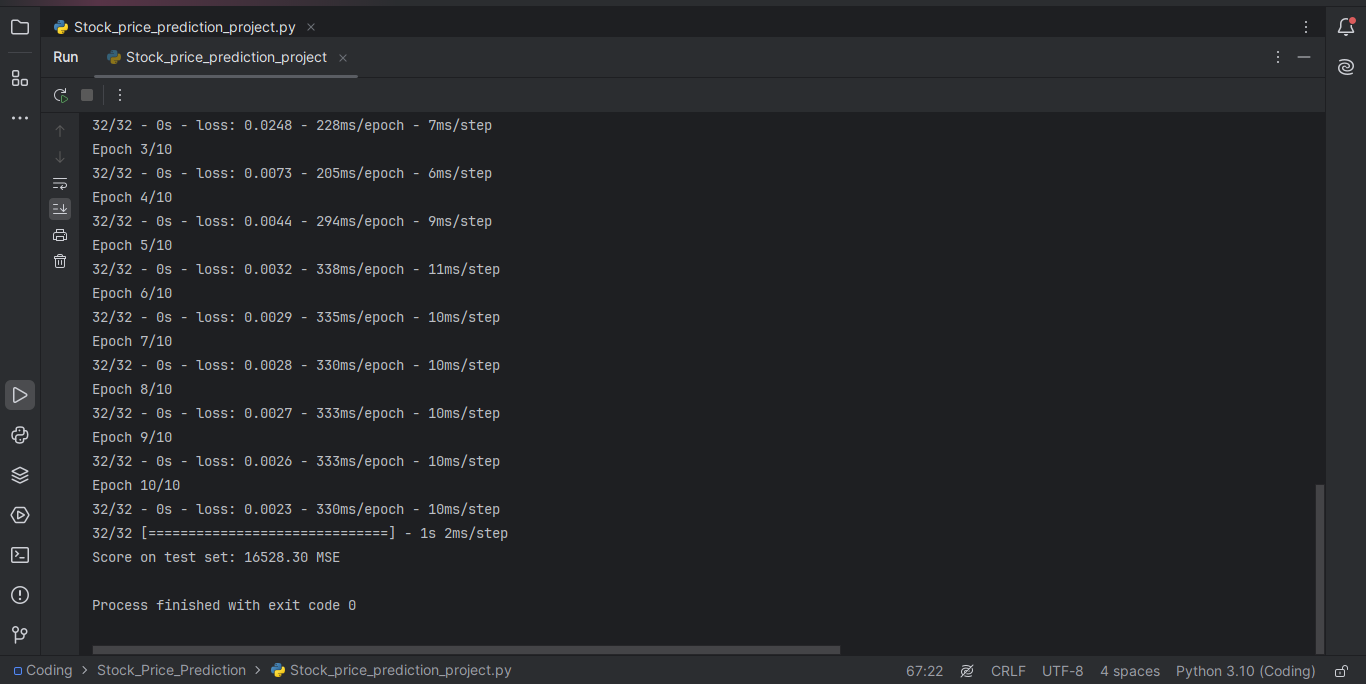 Stock_price_prediction_project.py
Run Stock_price_prediction_project
32/32 - 0s - loss: 0.0248 - 228ms/epoch - 7ms/step
Epoch 3/10
32/32 - 0s - loss: 0.0073 - 205ms/epoch - 6ms/step
Epoch 4/10
32/32 - 0s - loss: 0.0044 - 294ms/epoch - 9ms/step
Epoch 5/10
32/32 - 0s - loss: 0.0032 - 338ms/epoch - 11ms/step
Epoch 6/10
32/32 - 0s - loss: 0.0029 - 335ms/epoch - 10ms/step
Epoch 7/10
32/32 - 0s - loss: 0.0028 - 330ms/epoch - 10ms/step
Epoch 8/10
32/32 - 0s - loss: 0.0027 - 333ms/epoch - 10ms/step
Epoch 9/10
32/32 - 0s - loss: 0.0026 - 333ms/epoch - 10ms/step
Epoch 10/10
32/32 - 0s - loss: 0.0023 - 330ms/epoch - 10ms/step
32/32 [==============================] - 1s 2ms/step
Score on test set: 16528.30 MSE
Process finished with exit code 0
Coding > Stock_Price_Prediction > Stock_price_prediction_project.py 67:22 CRLF UTF-8 4 spaces Python 3.10 (Coding)